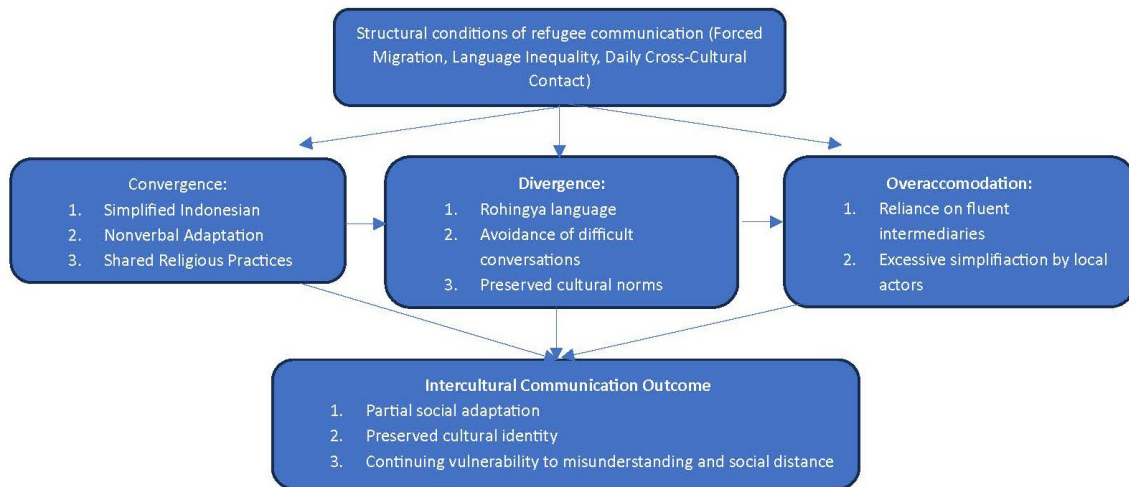 Structural conditions of refugee communication (Forced
Migration, Language Inequality, Daily Cross-Cultural
Contact)
Convergence:
1. Simplified Indonesian
2. Nonverbal Adaptation
3. Shared Religious Practices
Divergence:
1. Rohingya language
2. Avoidance of difficult
conversations
3. Preserved cultural norms
Overaccomodation:
1. Reliance on fluent
intermediaries
2. Excessive simplifiaction by local
actors
Intercultural Communication Outcome
1. Partial social adaptation
2. Preserved cultural identity
3. Continuing vulnerability to misunderstanding and social distance